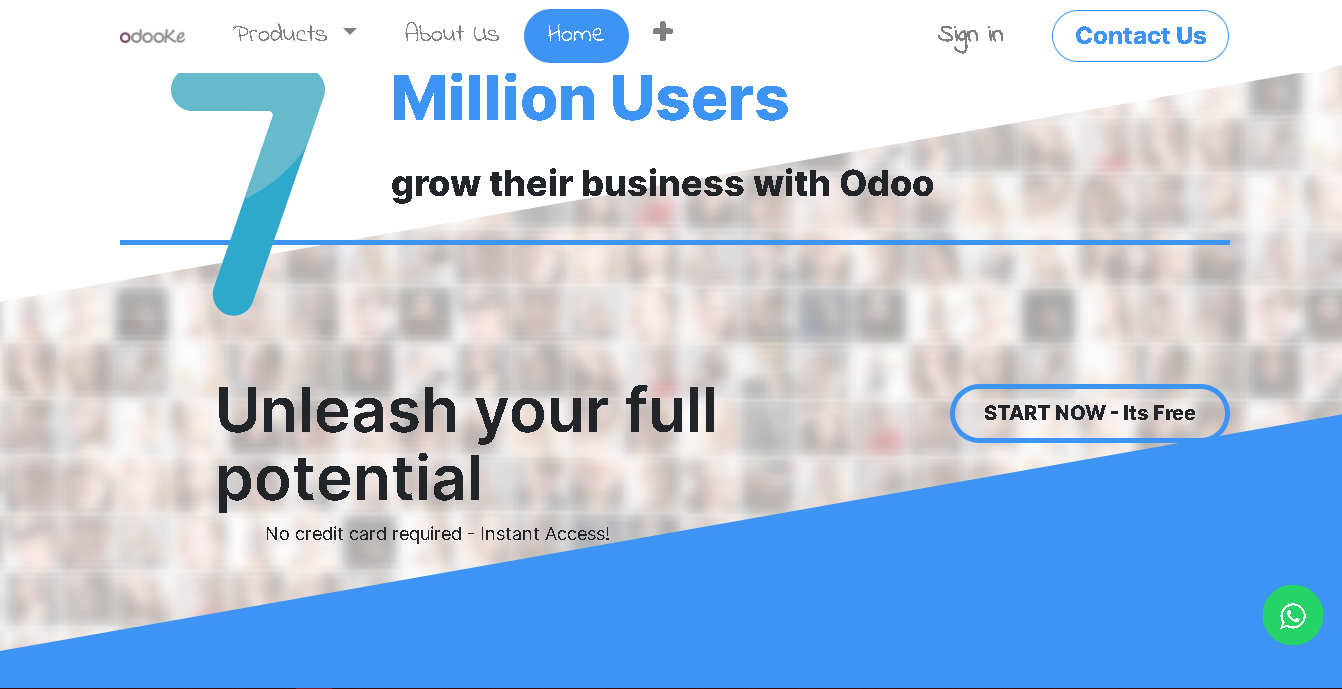 odooKe Products About Us Home Sign in Contact Us
7 Million Users
grow their business with Odoo
Unleash your full
potential
START NOW - Its Free
No credit card required - Instant Access!